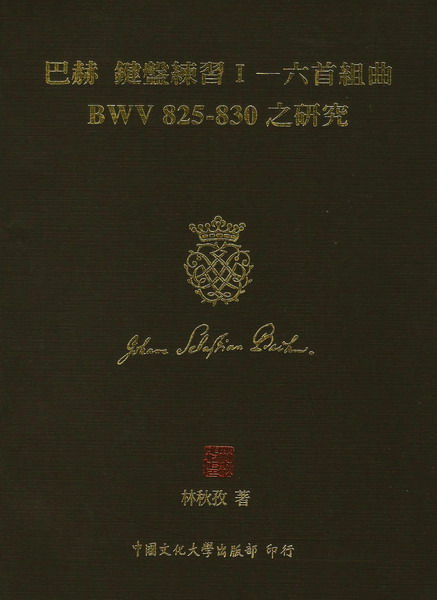 巴赫 鍵盤練習 I 一六首組曲
BWV 825-830 之研究
Johann Sebastian Bach.
林秋孜 著
中國文化大學出版部 印行